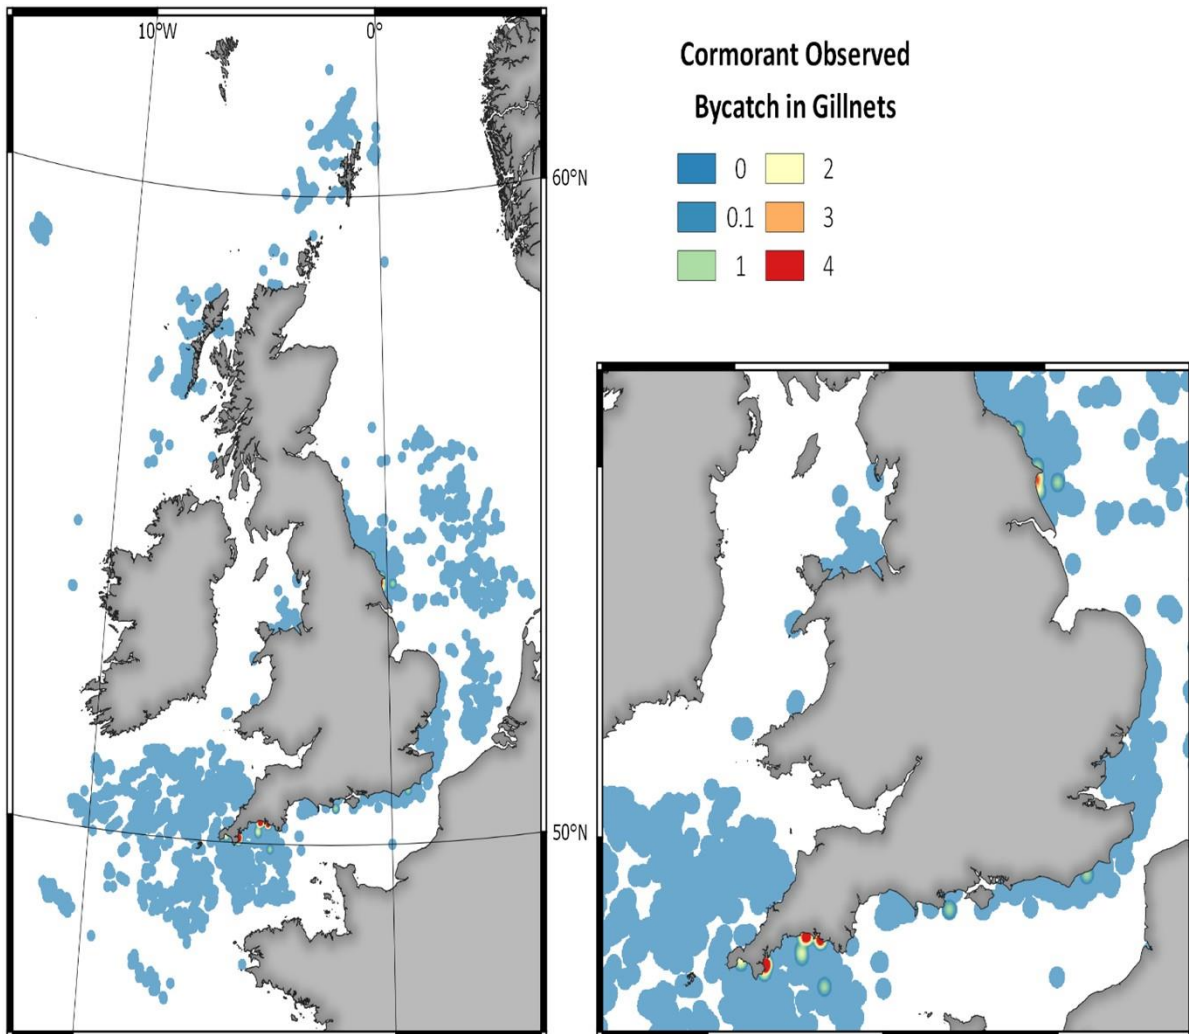 10°W 0°
Cormorant Observed
Bycatch in Gillnets
0 2
0.1 3
1 4
60°N
50°N